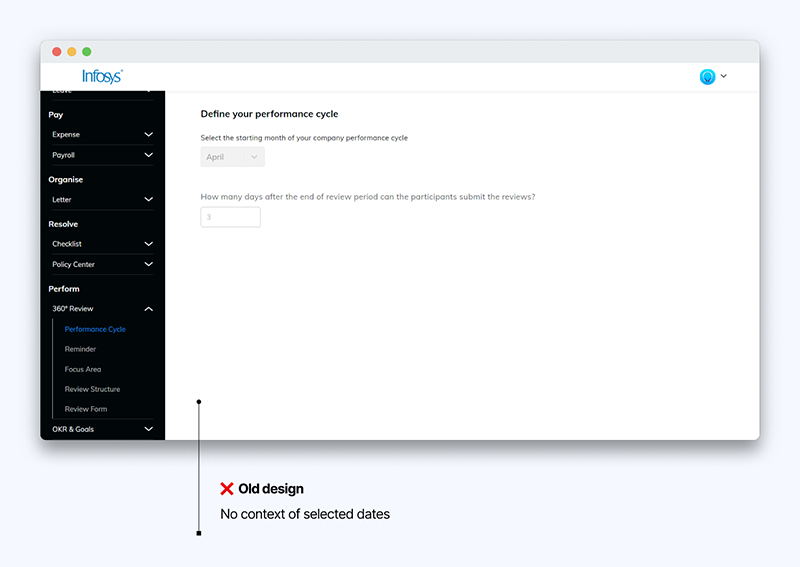 Infosys
Leave
Pay
Expense
Payroll
Organise
Letter
Resolve
Checklist
Policy Center
Perform
360° Review
Performance Cycle
Reminder
Focus Area
Review Structure
Review Form
OKR & Goals
Define your performance cycle
Select the starting month of your company performance cycle
April
How many days after the end of review period can the participants submit the reviews?
3
❌ Old design
No context of selected dates